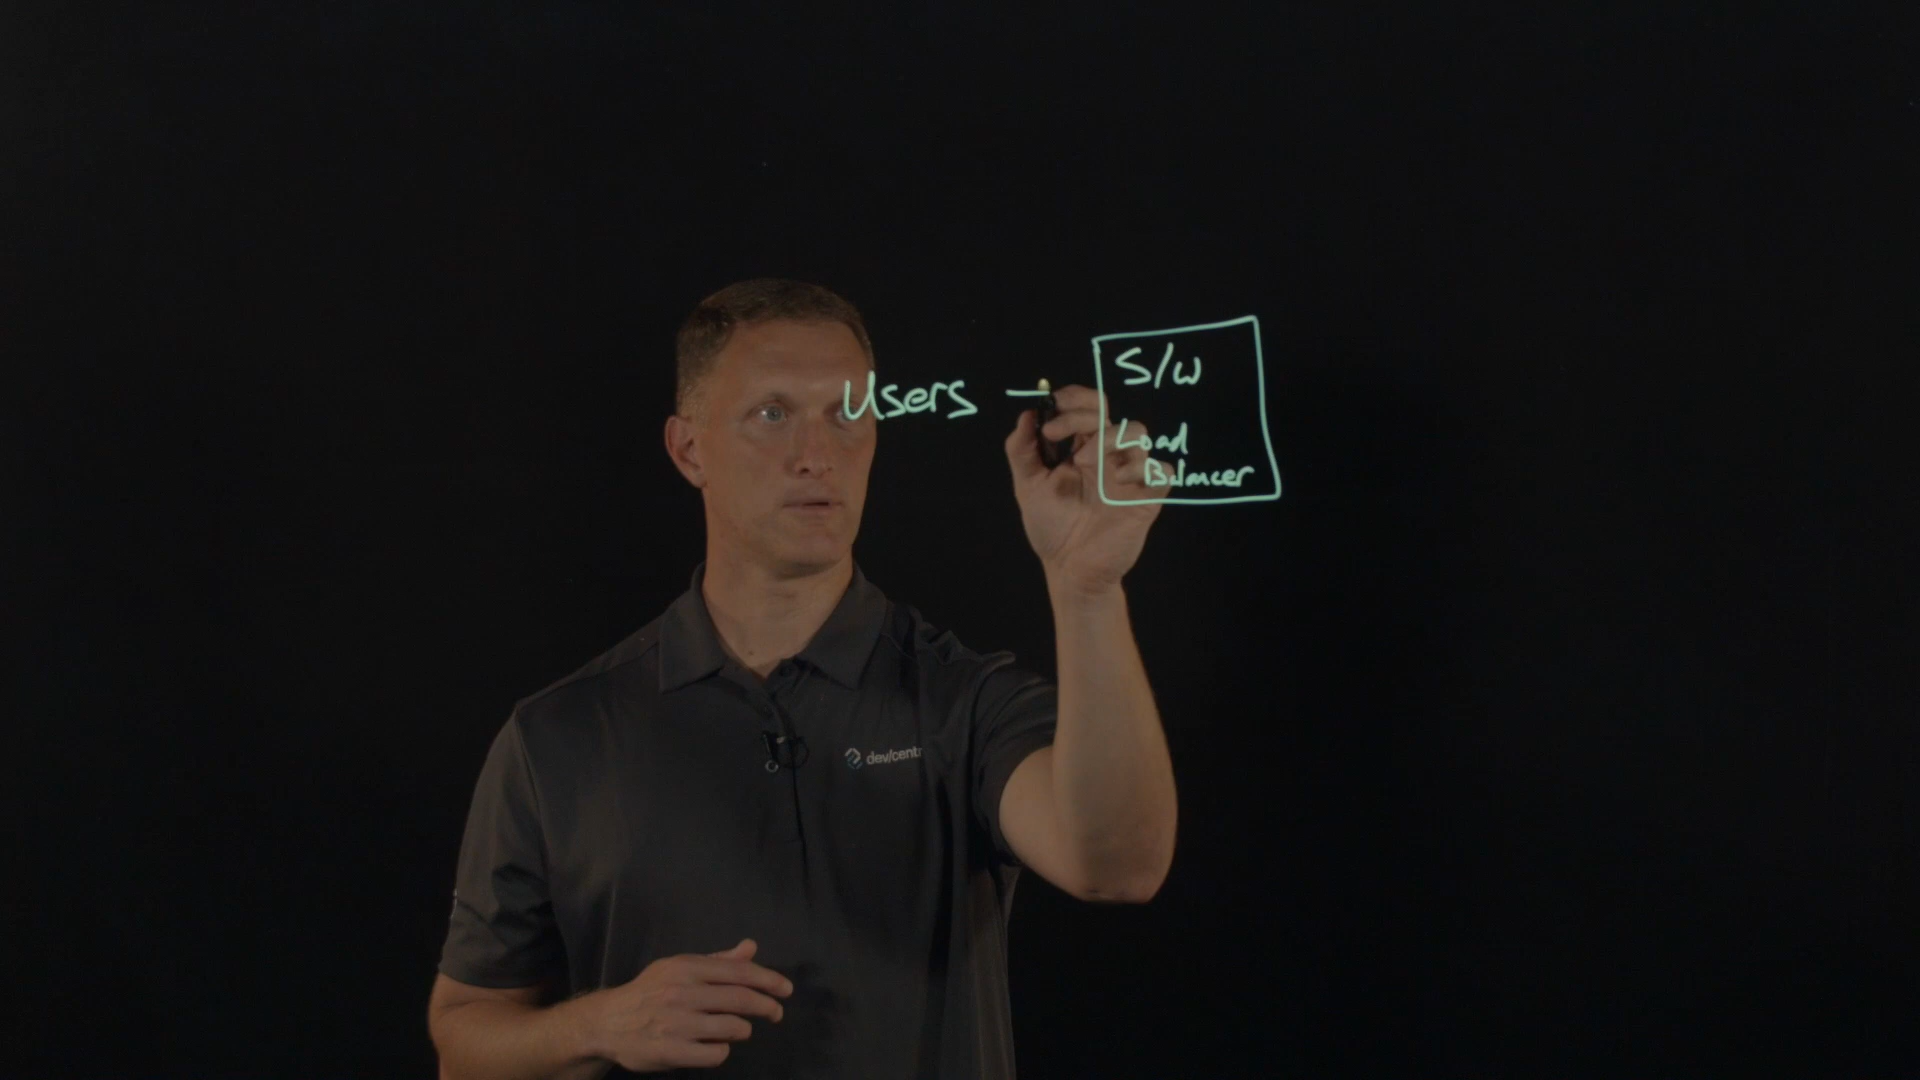 Users –
S/W
Load
Balancer
dev/centr